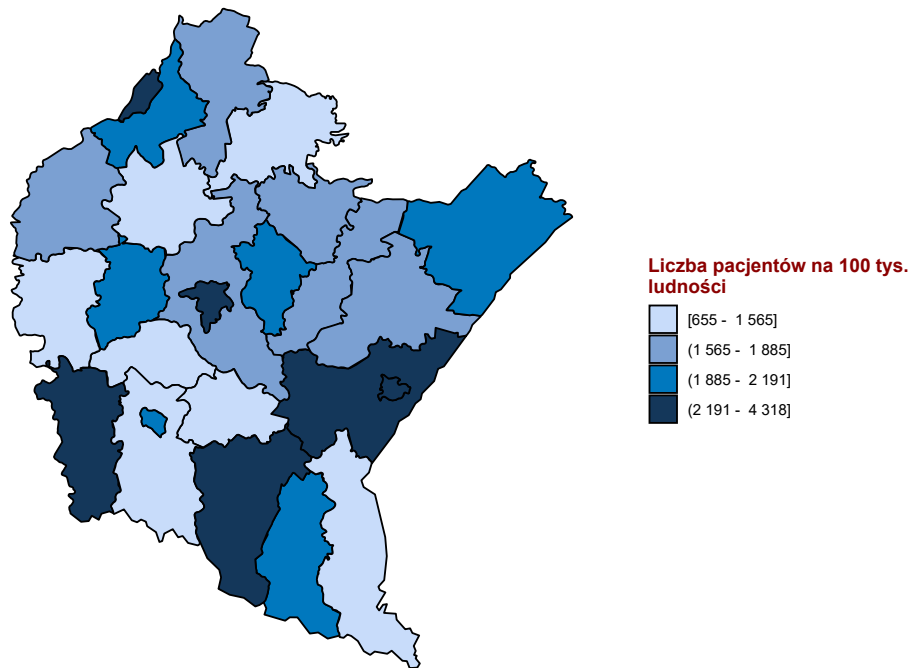 Liczba pacjentów na 100 tys.
ludności
[655 - 1 565]
(1 565 - 1 885]
(1 885 - 2 191]
(2 191 - 4 318]